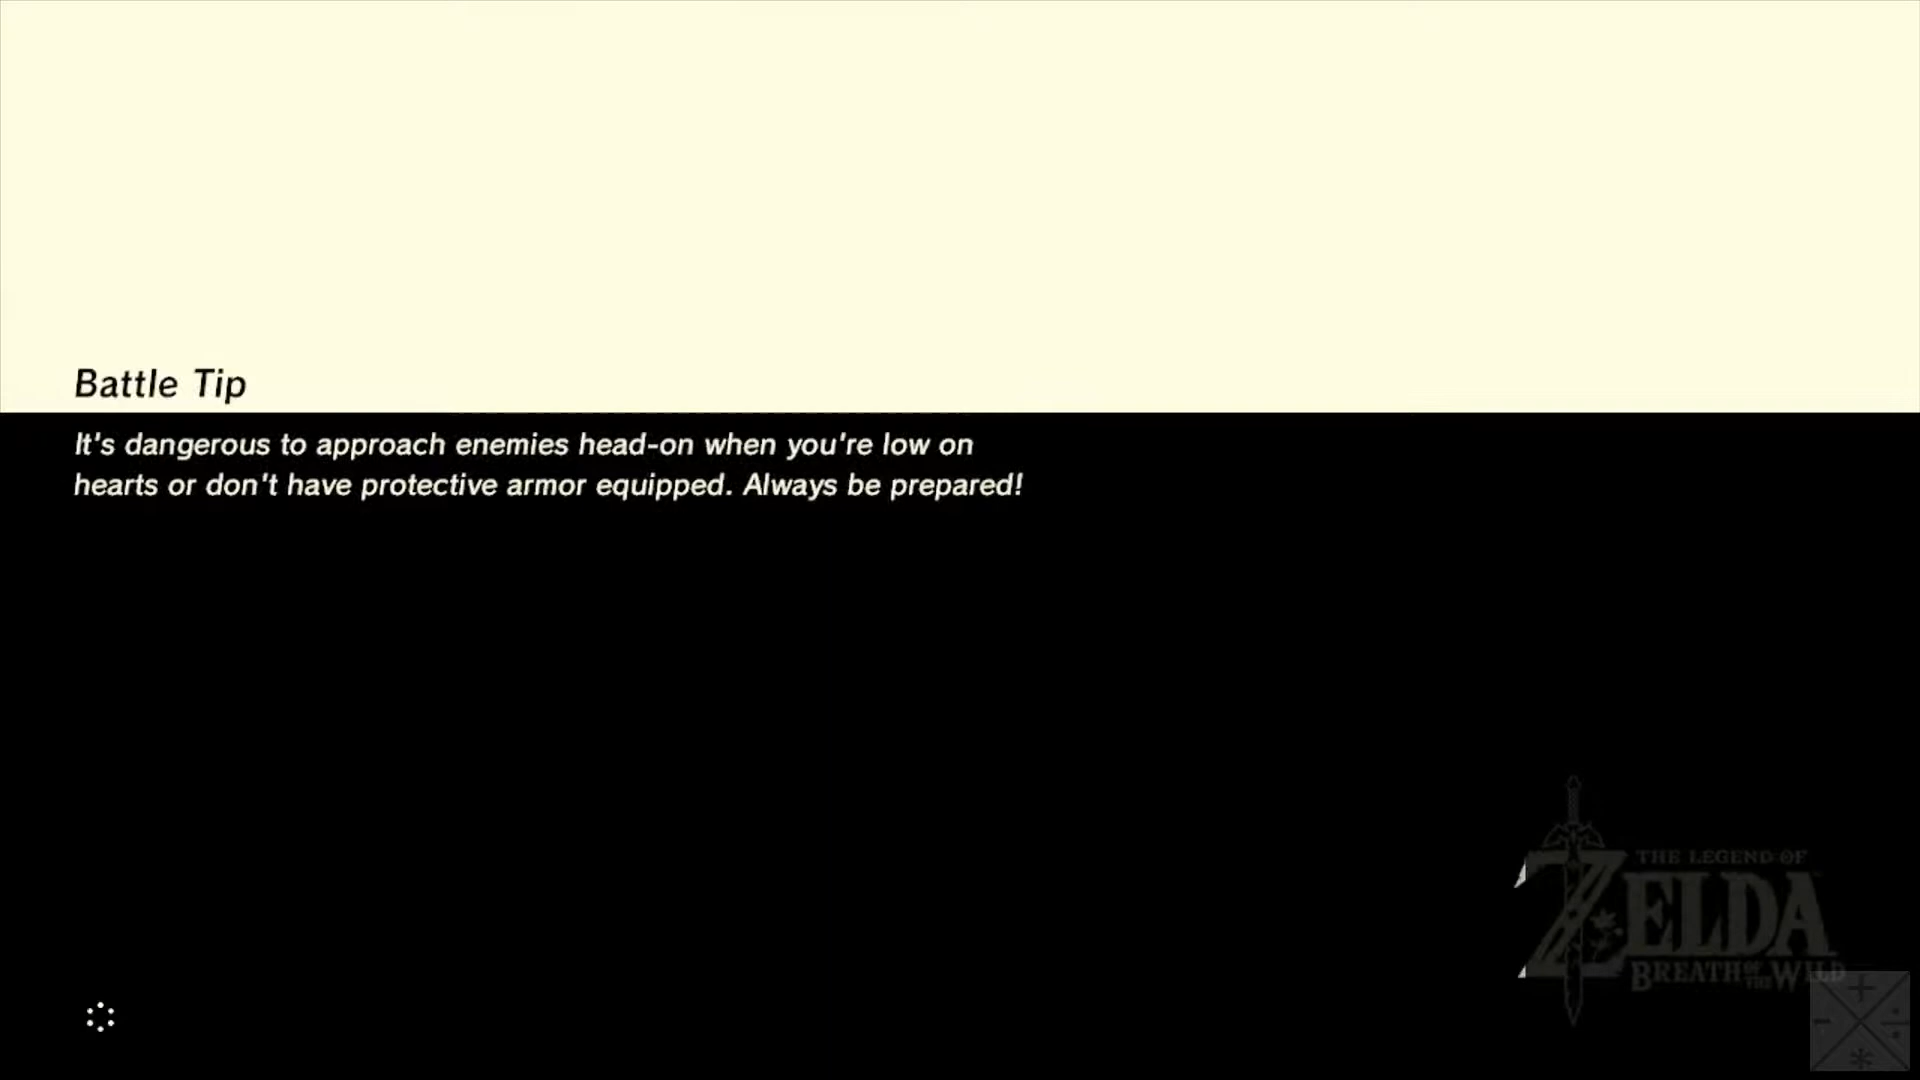 Battle Tip
It's dangerous to approach enemies head-on when you're low on
hearts or don't have protective armor equipped. Always be prepared!
THE LEGEND OF
ZELDA
BREATH OF THE WILD